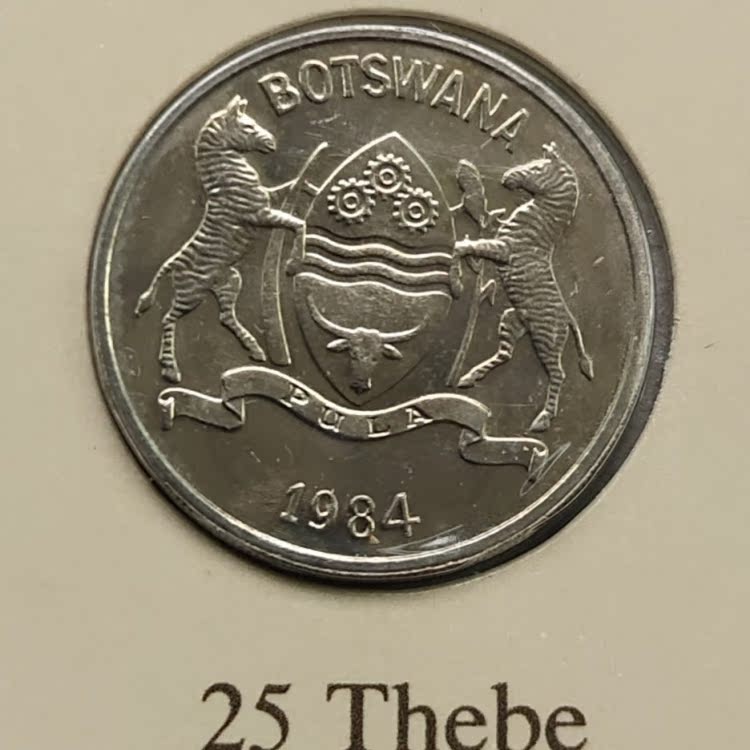 BOTSWANA
PULA
1984
25 Thebe